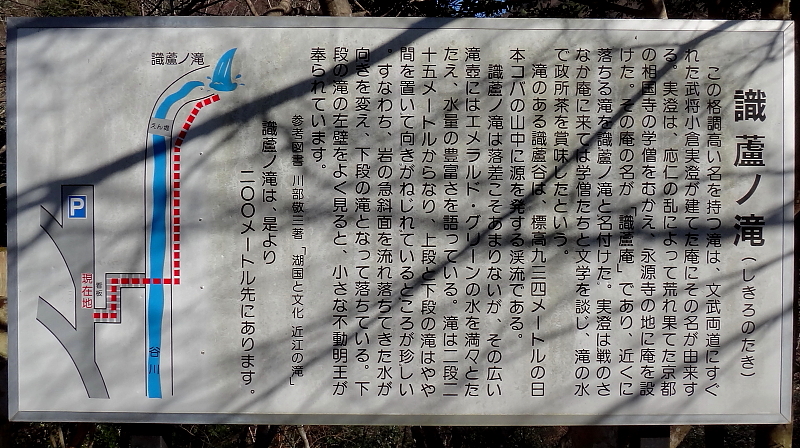 識蘆ノ滝(しきろのたき)
この格調高い名を持つ滝は、文武両道にすぐ
れた武将小倉実澄が建てた庵にその名が由来す
る。実澄は、応仁の乱によって荒れ果てた京都
の相国寺の学僧をむかえ、永源寺の地に庵を設
けた。その庵の名が、「識蘆庵」であり、近くに
落ちる滝を識蘆ノ滝と名付けた。実澄は戦のさ
なか庵に来ては学僧たちと文学を談じ、滝の水
で政所茶を賞味したという。
滝のある識蘆谷は、標高九三四メートルの日
本コバの山中に源を発する渓流である。
識蘆ノ滝は落差こそあまりないが、その広い
滝壺にはエメラルド・グリーンの水を満々とた
たえ、水量の豊富さを語っている。滝は二段二
十五メートルからなり、上段と下段の滝はやや
間を置いて向きがねじれているところが珍しい
。すなわち、岩の急斜面を流れ落ちてきた水が
向きを変え、下段の滝となって落ちている。下
段の滝の左壁をよく見ると、小さな不動明王が
奉られています。
参考図書 川部敬三著 「湖国と文化 近江の滝」
識蘆ノ滝は、是より
二〇〇メートル先にあります。
識蘆ノ滝
えん堤
P
現在地
谷川